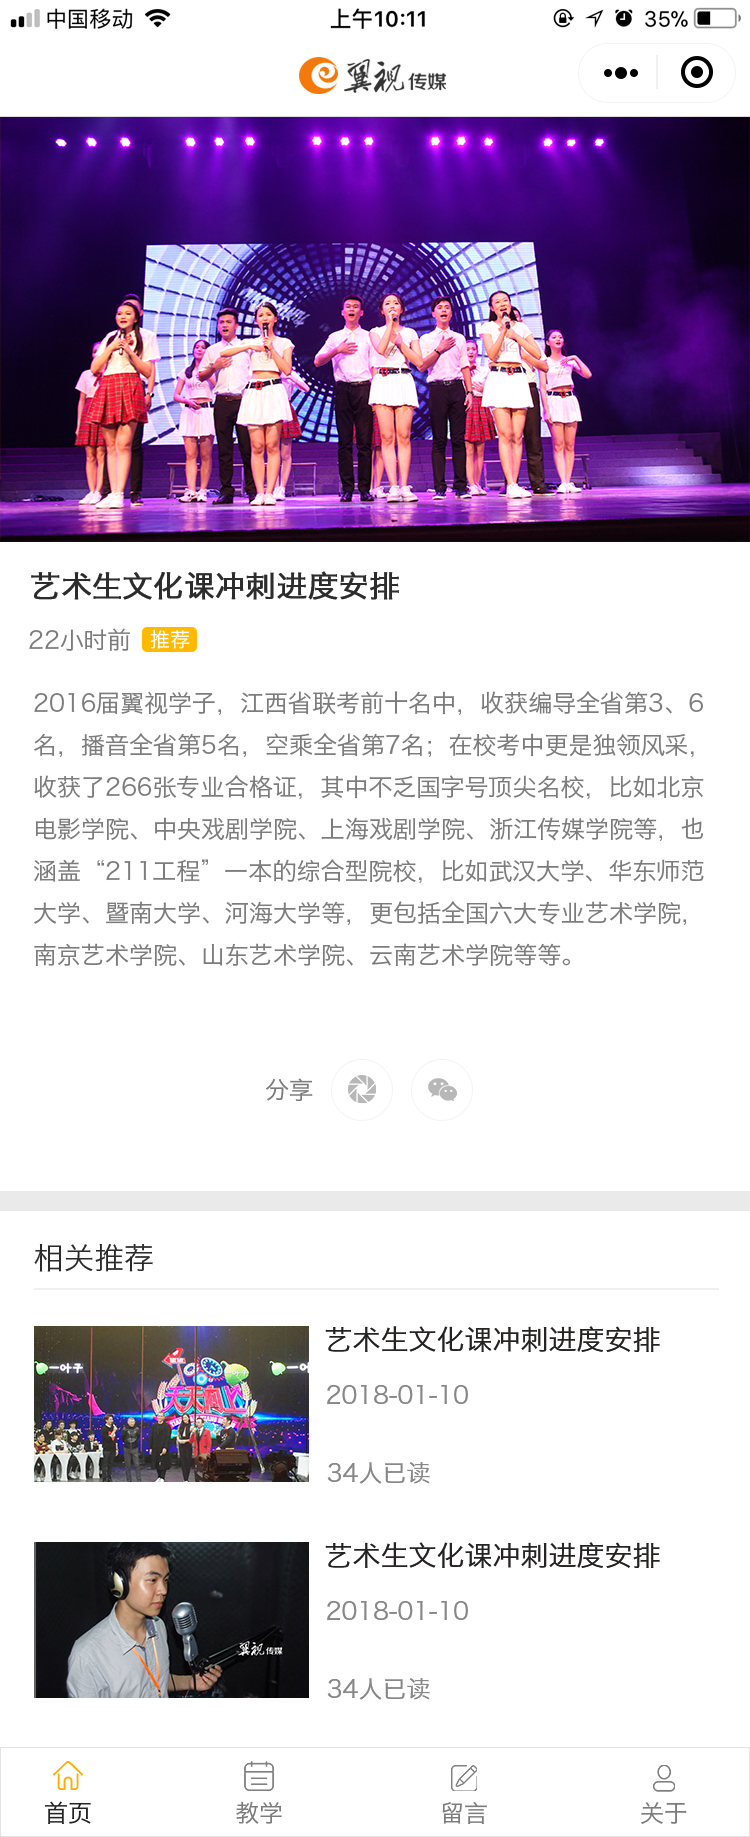 中国移动
上午10:11
35%
翼视传媒
艺术生文化课冲刺进度安排
22小时前
推荐
2016届翼视学子，江西省联考前十名中，收获编导全省第3、6
名，播音全省第5名，空乘全省第7名；在校考中更是独领风采，
收获了266张专业合格证，其中不乏国字号顶尖名校，比如北京
电影学院、中央戏剧学院、上海戏剧学院、浙江传媒学院等，也
涵盖“211工程”一本的综合型院校，比如武汉大学、华东师范
大学、暨南大学、河海大学等，更包括全国六大专业艺术学院，
南京艺术学院、山东艺术学院、云南艺术学院等等。
分享
相关推荐
一叶子
天天向上
艺术生文化课冲刺进度安排
2018-01-10
34人已读
翼视传媒
艺术生文化课冲刺进度安排
2018-01-10
34人已读
首页
教学
留言
关于